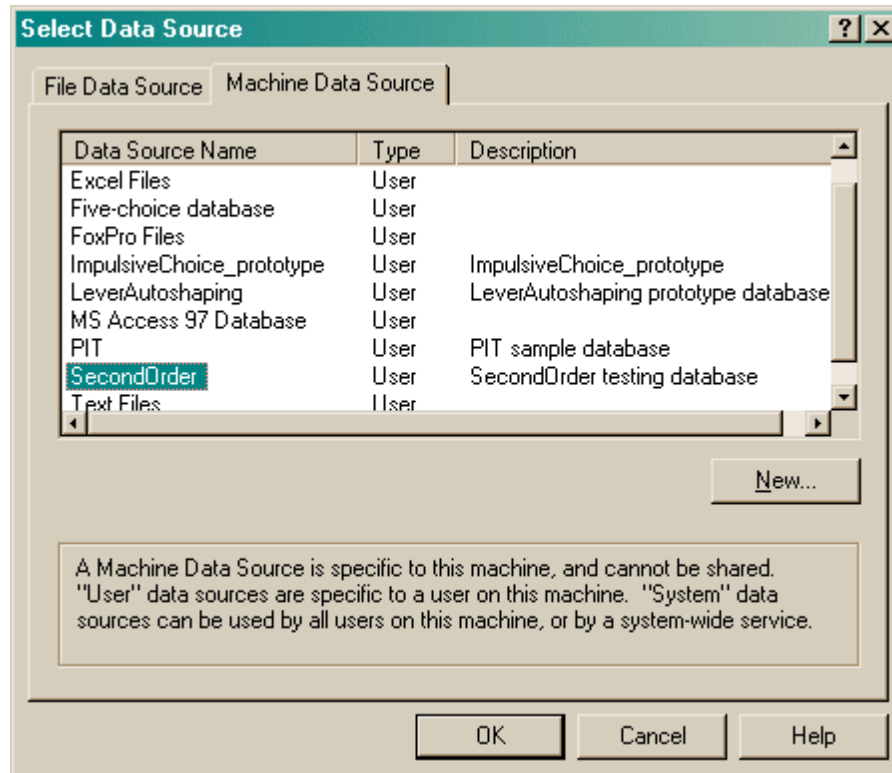 Select Data Source
File Data Source Machine Data Source
Data Source Name Type Description
Excel Files User
Five-choice database User
FoxPro Files User
ImpulsiveChoice_prototype User ImpulsiveChoice_prototype
LeverAutoshaping User LeverAutoshaping prototype database
MS Access 97 Database User
PIT User PIT sample database
SecondOrder User SecondOrder testing database
Text Files User
New...
A Machine Data Source is specific to this machine, and cannot be shared.
"User" data sources are specific to a user on this machine. "System" data
sources can be used by all users on this machine, or by a system-wide service.
OK Cancel Help